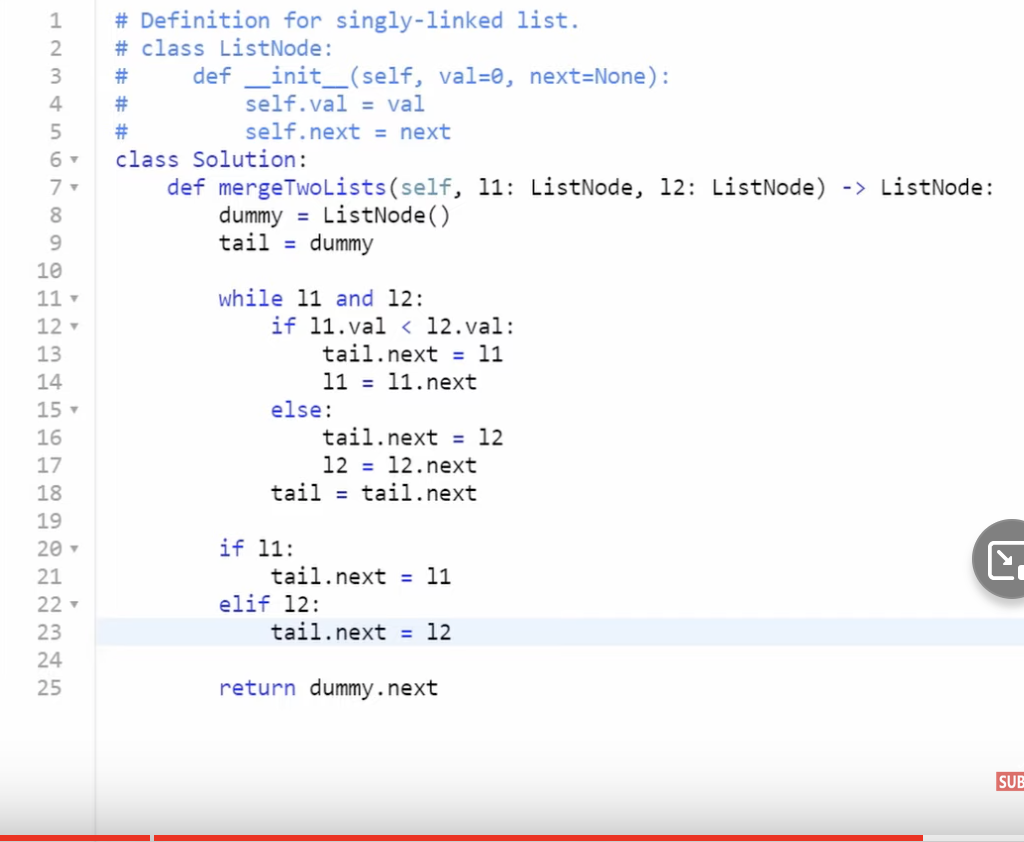 1 # Definition for singly-linked list.
2 # class ListNode:
3 #     def __init__(self, val=0, next=None):
4 #         self.val = val
5 #         self.next = next
6 class Solution:
7     def mergeTwoLists(self, l1: ListNode, l2: ListNode) -> ListNode:
8         dummy = ListNode()
9         tail = dummy
10
11         while l1 and l2:
12             if l1.val < l2.val:
13                 tail.next = l1
14                 l1 = l1.next
15             else:
16                 tail.next = l2
17                 l2 = l2.next
18             tail = tail.next
19
20         if l1:
21             tail.next = l1
22         elif l2:
23             tail.next = l2
24
25         return dummy.next
SUB